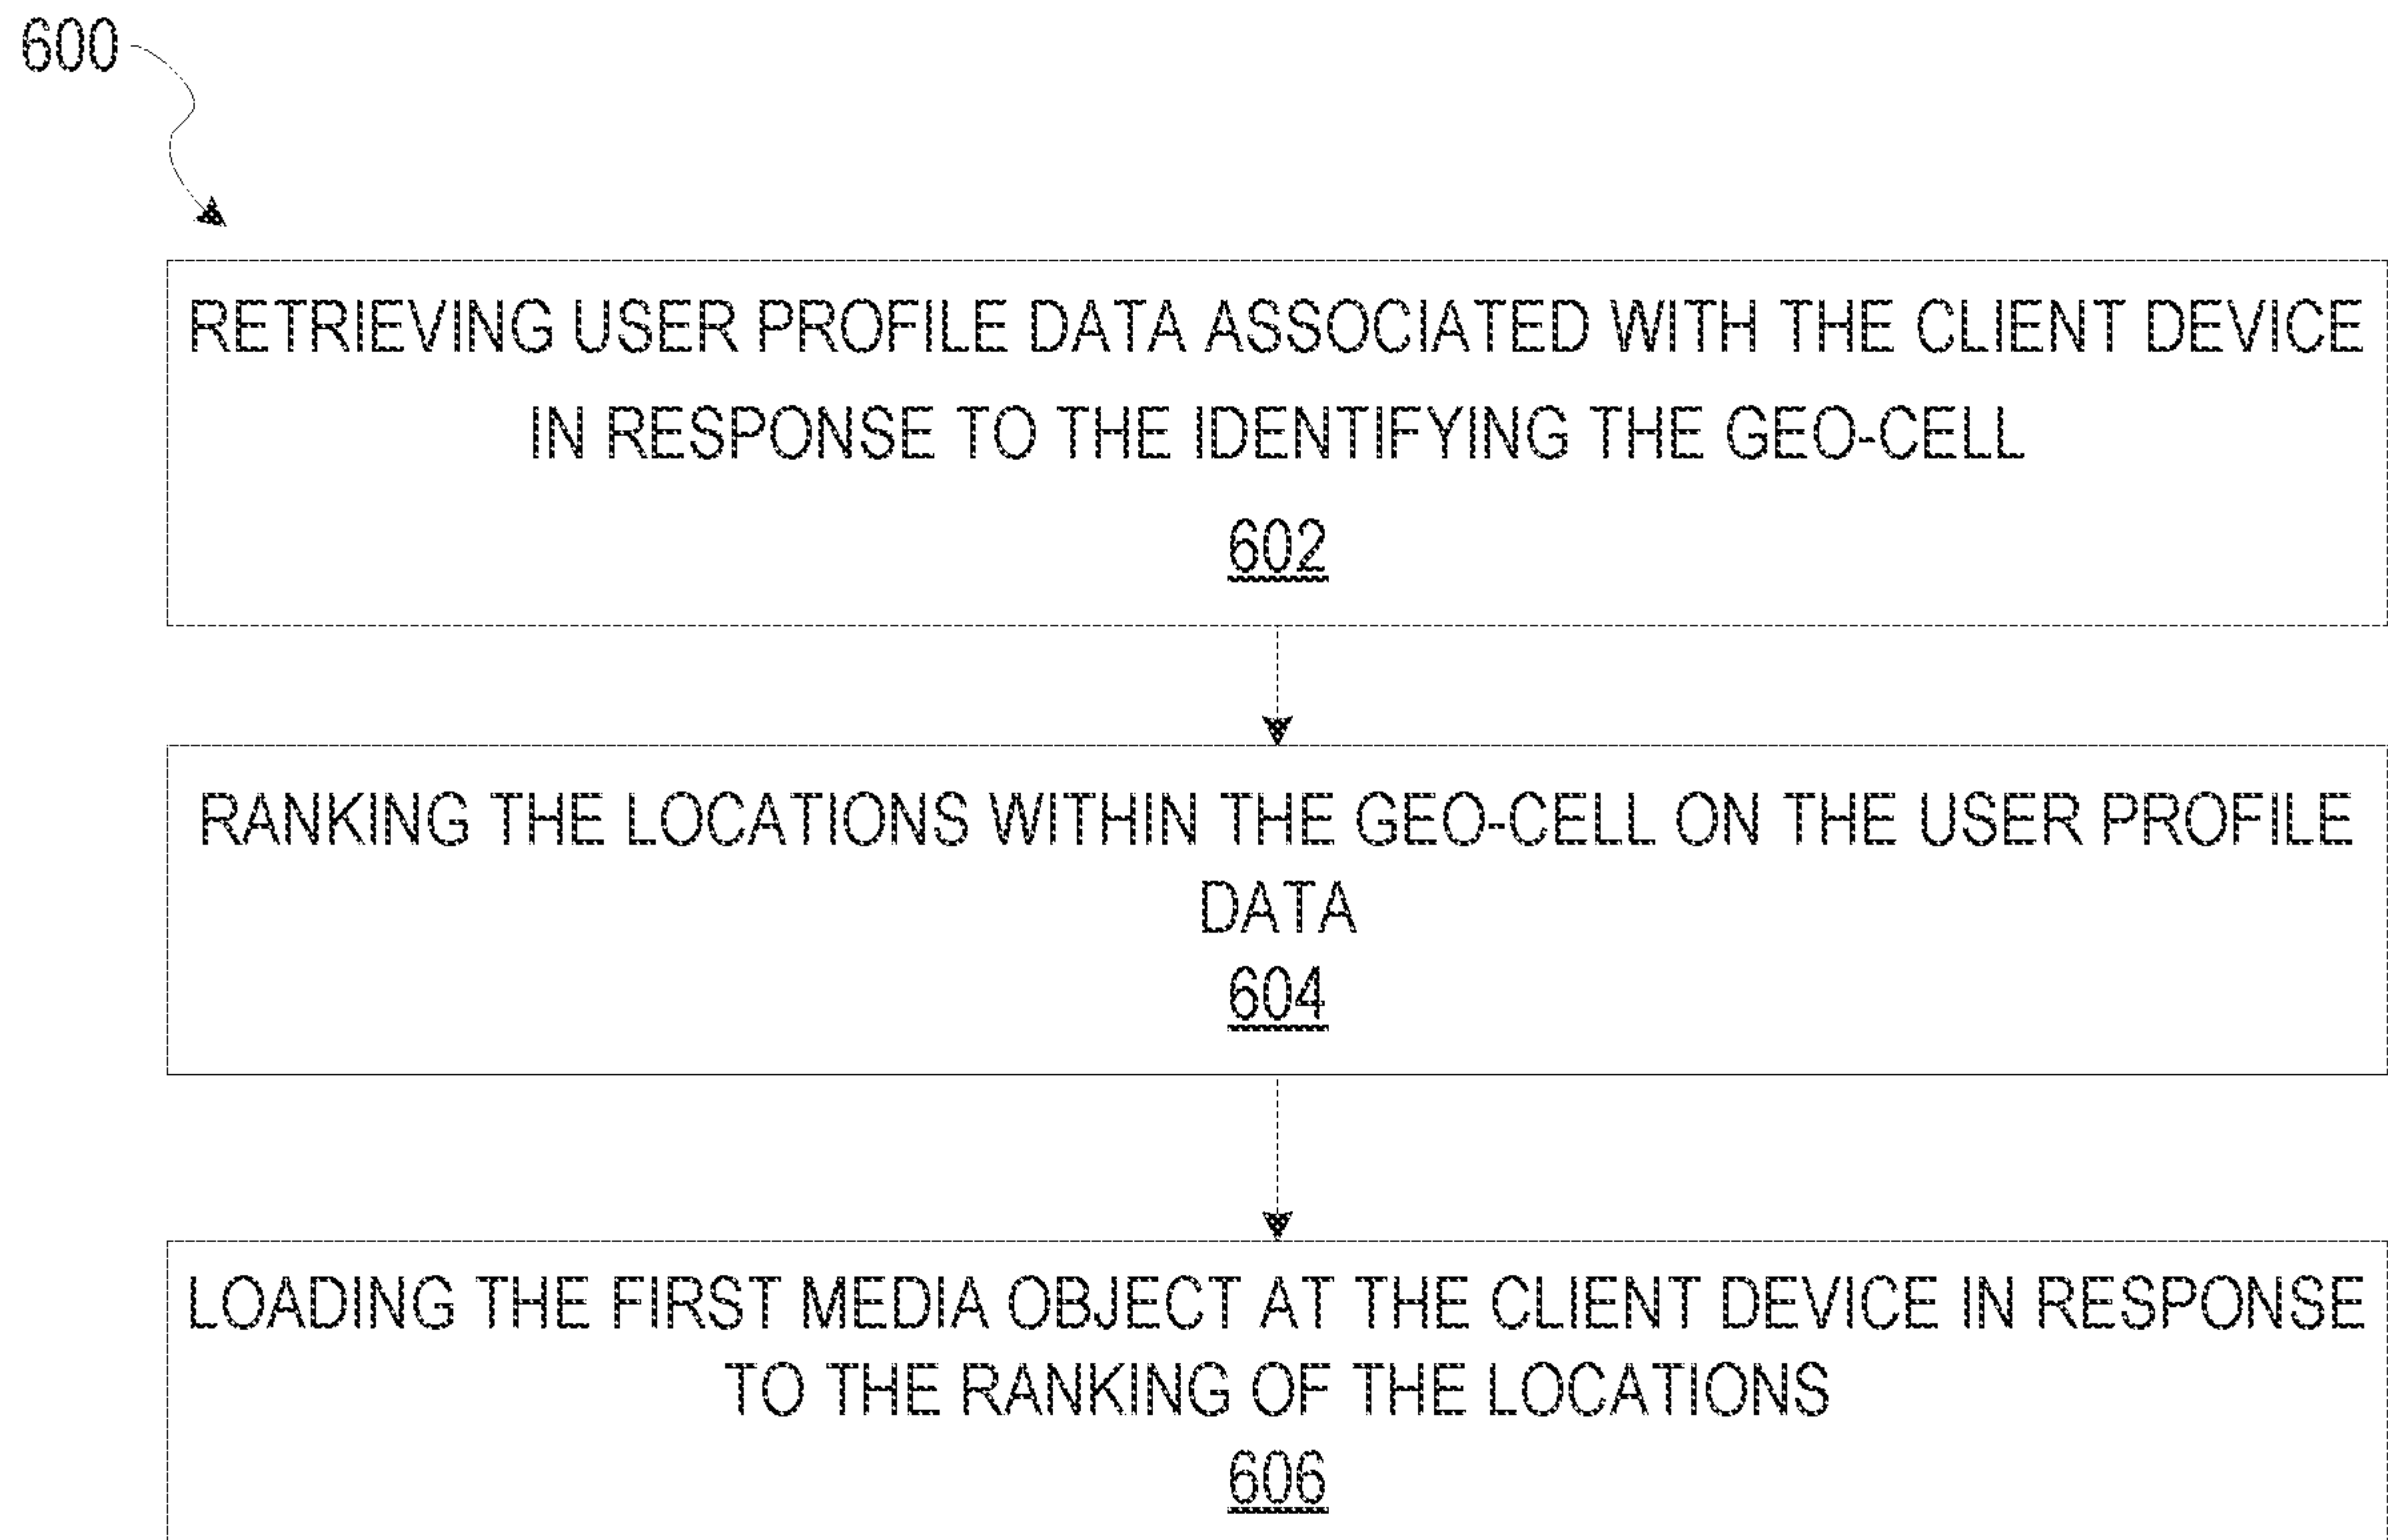 600
RETRIEVING USER PROFILE DATA ASSOCIATED WITH THE CLIENT DEVICE
IN RESPONSE TO THE IDENTIFYING THE GEO-CELL
602
RANKING THE LOCATIONS WITHIN THE GEO-CELL ON THE USER PROFILE
DATA
604
LOADING THE FIRST MEDIA OBJECT AT THE CLIENT DEVICE IN RESPONSE
TO THE RANKING OF THE LOCATIONS
606